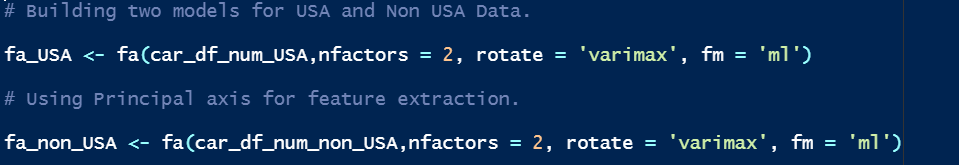 # Building two models for USA and Non USA Data.
fa_USA <- fa(car_df_num_USA,nfactors = 2, rotate = 'varimax', fm = 'ml')
# Using Principal axis for feature extraction.
fa_non_USA <- fa(car_df_num_non_USA,nfactors = 2, rotate = 'varimax', fm = 'ml')